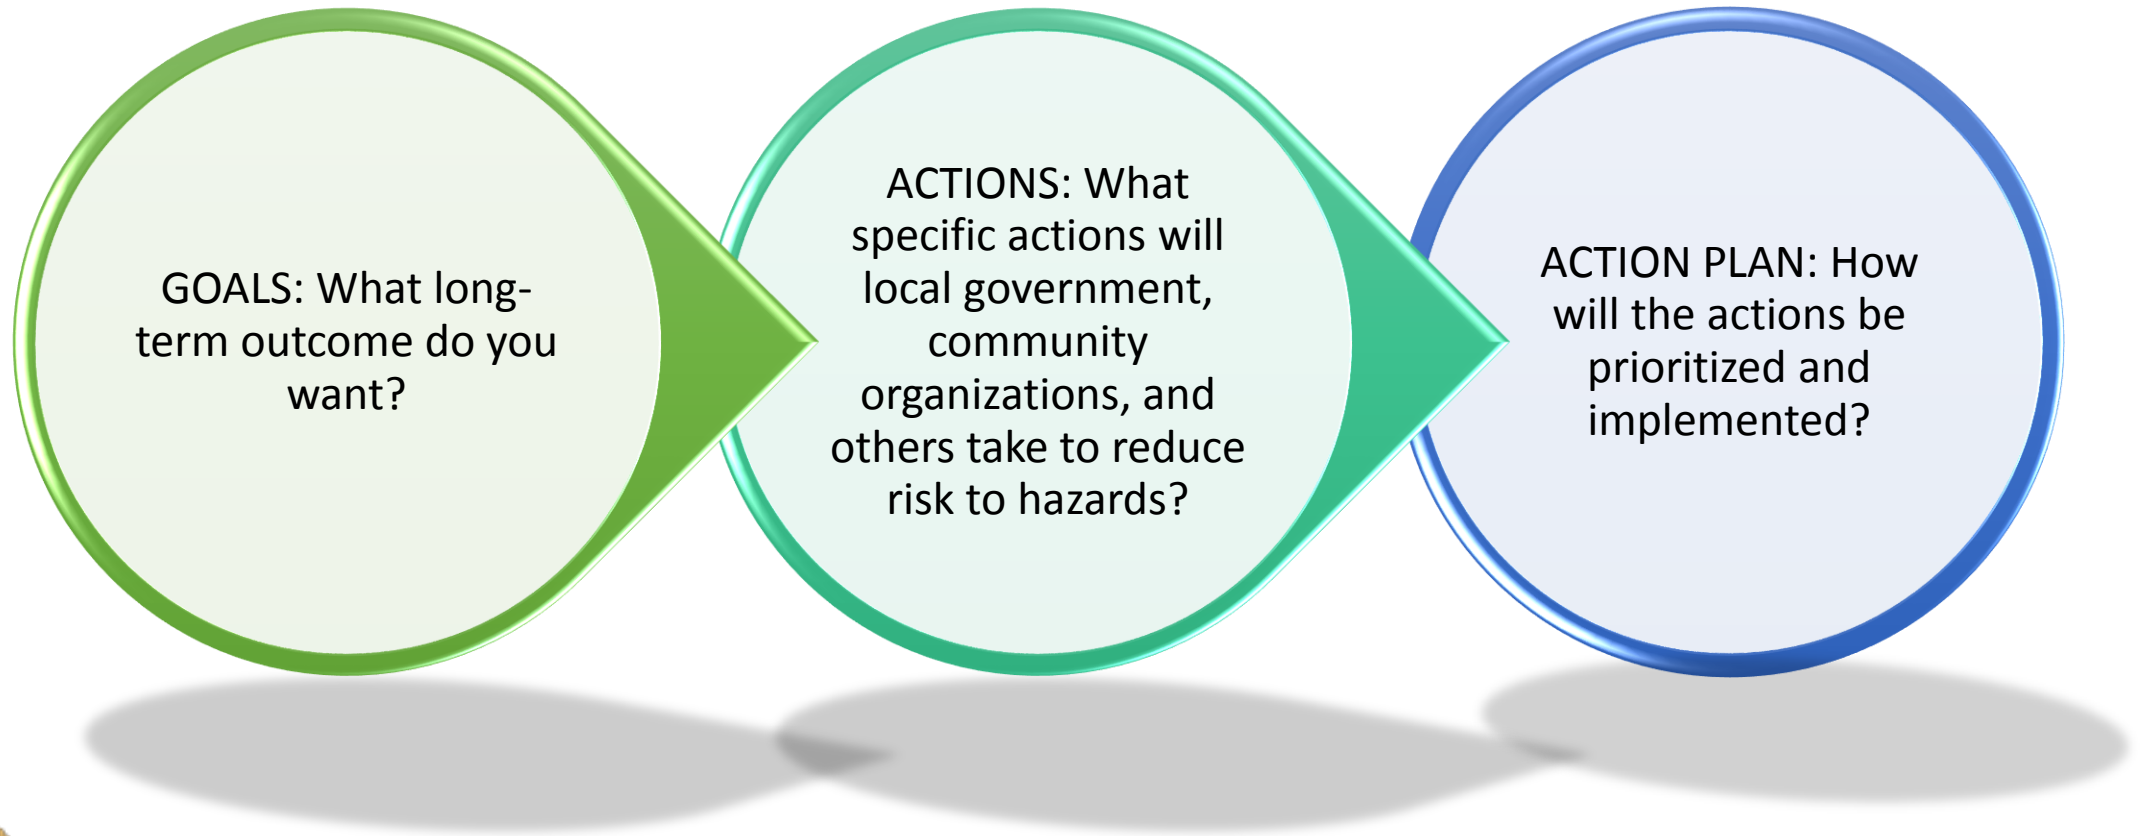 GOALS: What long-
term outcome do you
want?
ACTIONS: What
specific actions will
local government,
community
organizations, and
others take to reduce
risk to hazards?
ACTION PLAN: How
will the actions be
prioritized and
implemented?